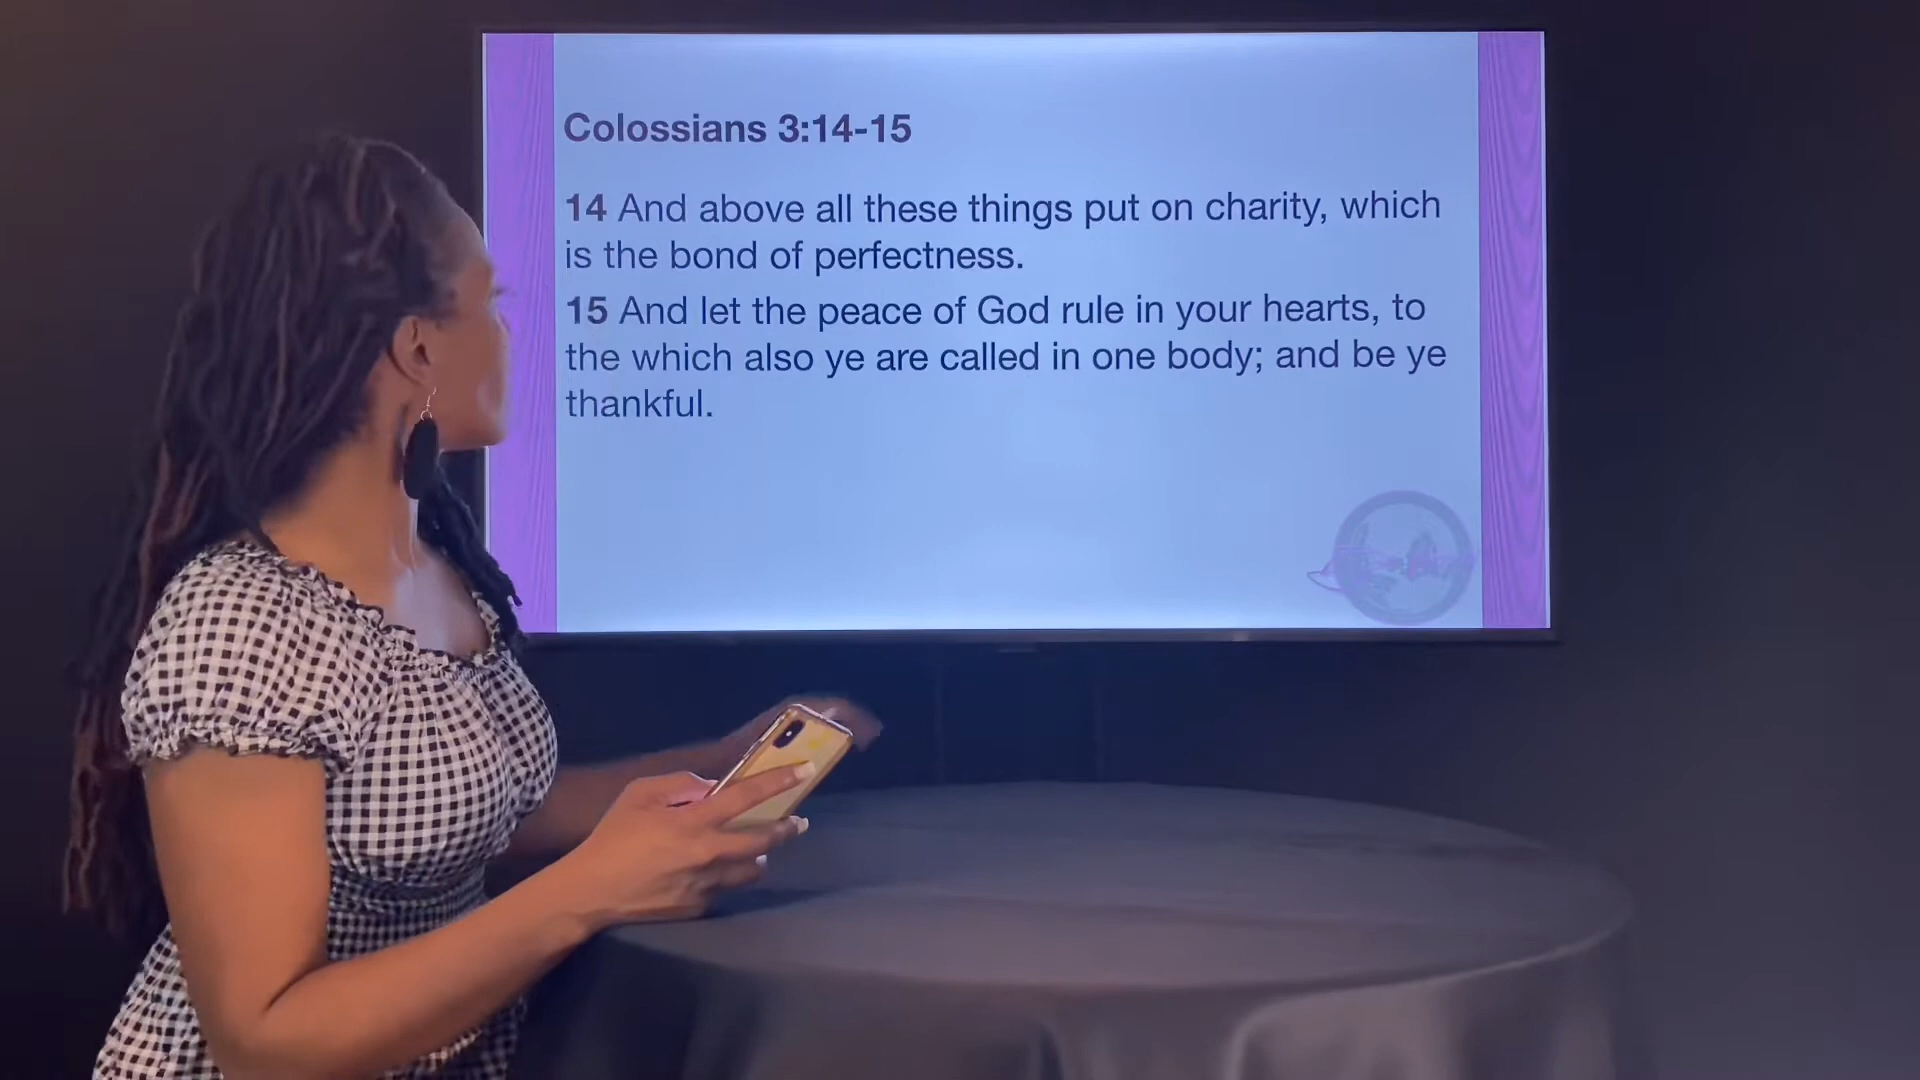 Colossians 3:14-15
14 And above all these things put on charity, which
is the bond of perfectness.
15 And let the peace of God rule in your hearts, to
the which also ye are called in one body; and be ye
thankful.